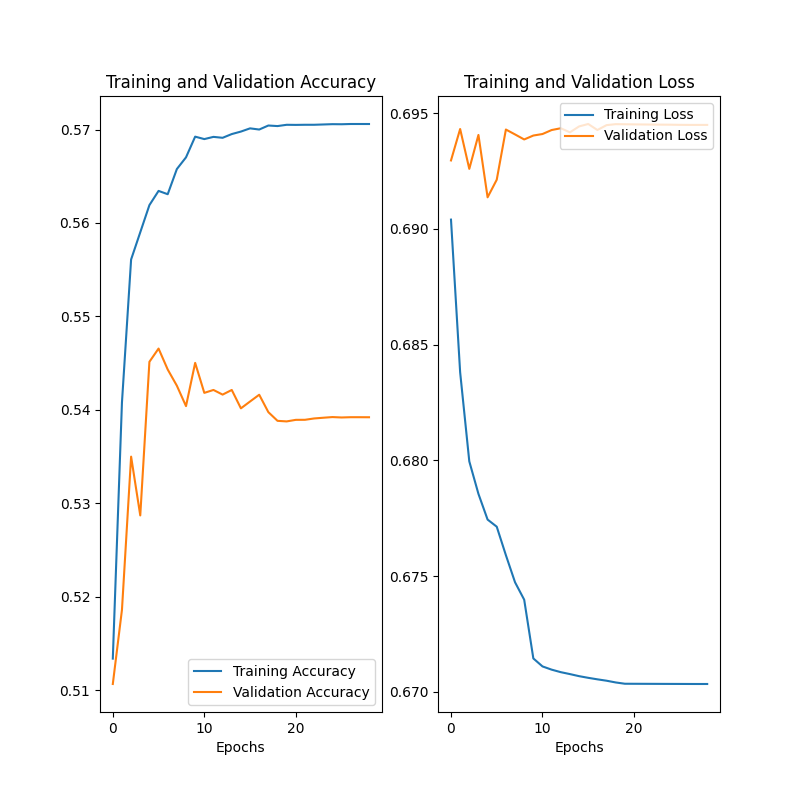 Training and Validation Accuracy
0.57
0.56
0.55
0.54
0.53
0.52
0.51
0 10 20
Epochs
Training Accuracy
Validation Accuracy
Training and Validation Loss
0.695
0.690
0.685
0.680
0.675
0.670
0 10 20
Epochs
Training Loss
Validation Loss